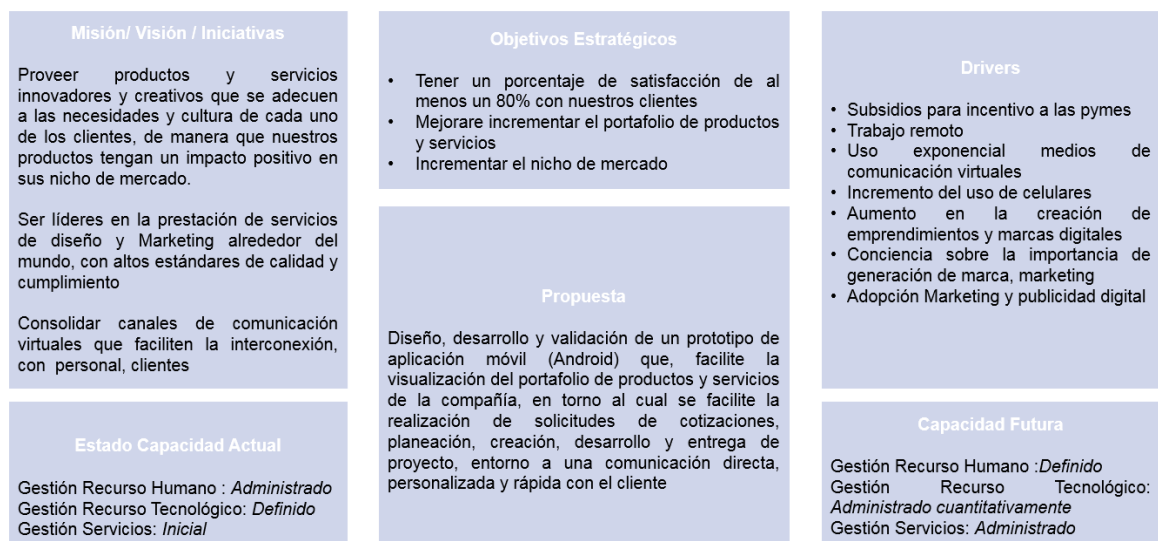 Misión/ Visión / Iniciativas
Proveer productos y servicios
innovadores y creativos que se adecuen
a las necesidades y cultura de cada uno
de los clientes, de manera que nuestros
productos tengan un impacto positivo en
sus nicho de mercado.
Ser líderes en la prestación de servicios
de diseño y Marketing alrededor del
mundo, con altos estándares de calidad y
cumplimiento
Consolidar canales de comunicación
virtuales que faciliten la interconexión,
con personal, clientes
Estado Capacidad Actual
Gestión Recurso Humano : Administrado
Gestión Recurso Tecnológico: Definido
Gestión Servicios: Inicial
Objetivos Estratégicos
• Tener un porcentaje de satisfacción de al
menos un 80% con nuestros clientes
• Mejorare incrementar el portafolio de productos
y servicios
• Incrementar el nicho de mercado
Propuesta
Diseño, desarrollo y validación de un prototipo de
aplicación móvil (Android) que, facilite la
visualización del portafolio de productos y servicios
de la compañía, en torno al cual se facilite la
realización de solicitudes de cotizaciones,
planeación, creación, desarrollo y entrega de
proyecto, entorno a una comunicación directa,
personalizada y rápida con el cliente
Drivers
• Subsidios para incentivo a las pymes
• Trabajo remoto
• Uso exponencial medios de
comunicación virtuales
• Incremento del uso de celulares
• Aumento en la creación de
emprendimientos y marcas digitales
• Conciencia sobre la importancia de
generación de marca, marketing
• Adopción Marketing y publicidad digital
Capacidad Futura
Gestión Recurso Humano :Definido
Gestión Recurso Tecnológico:
Administrado cuantitativamente
Gestión Servicios: Administrado